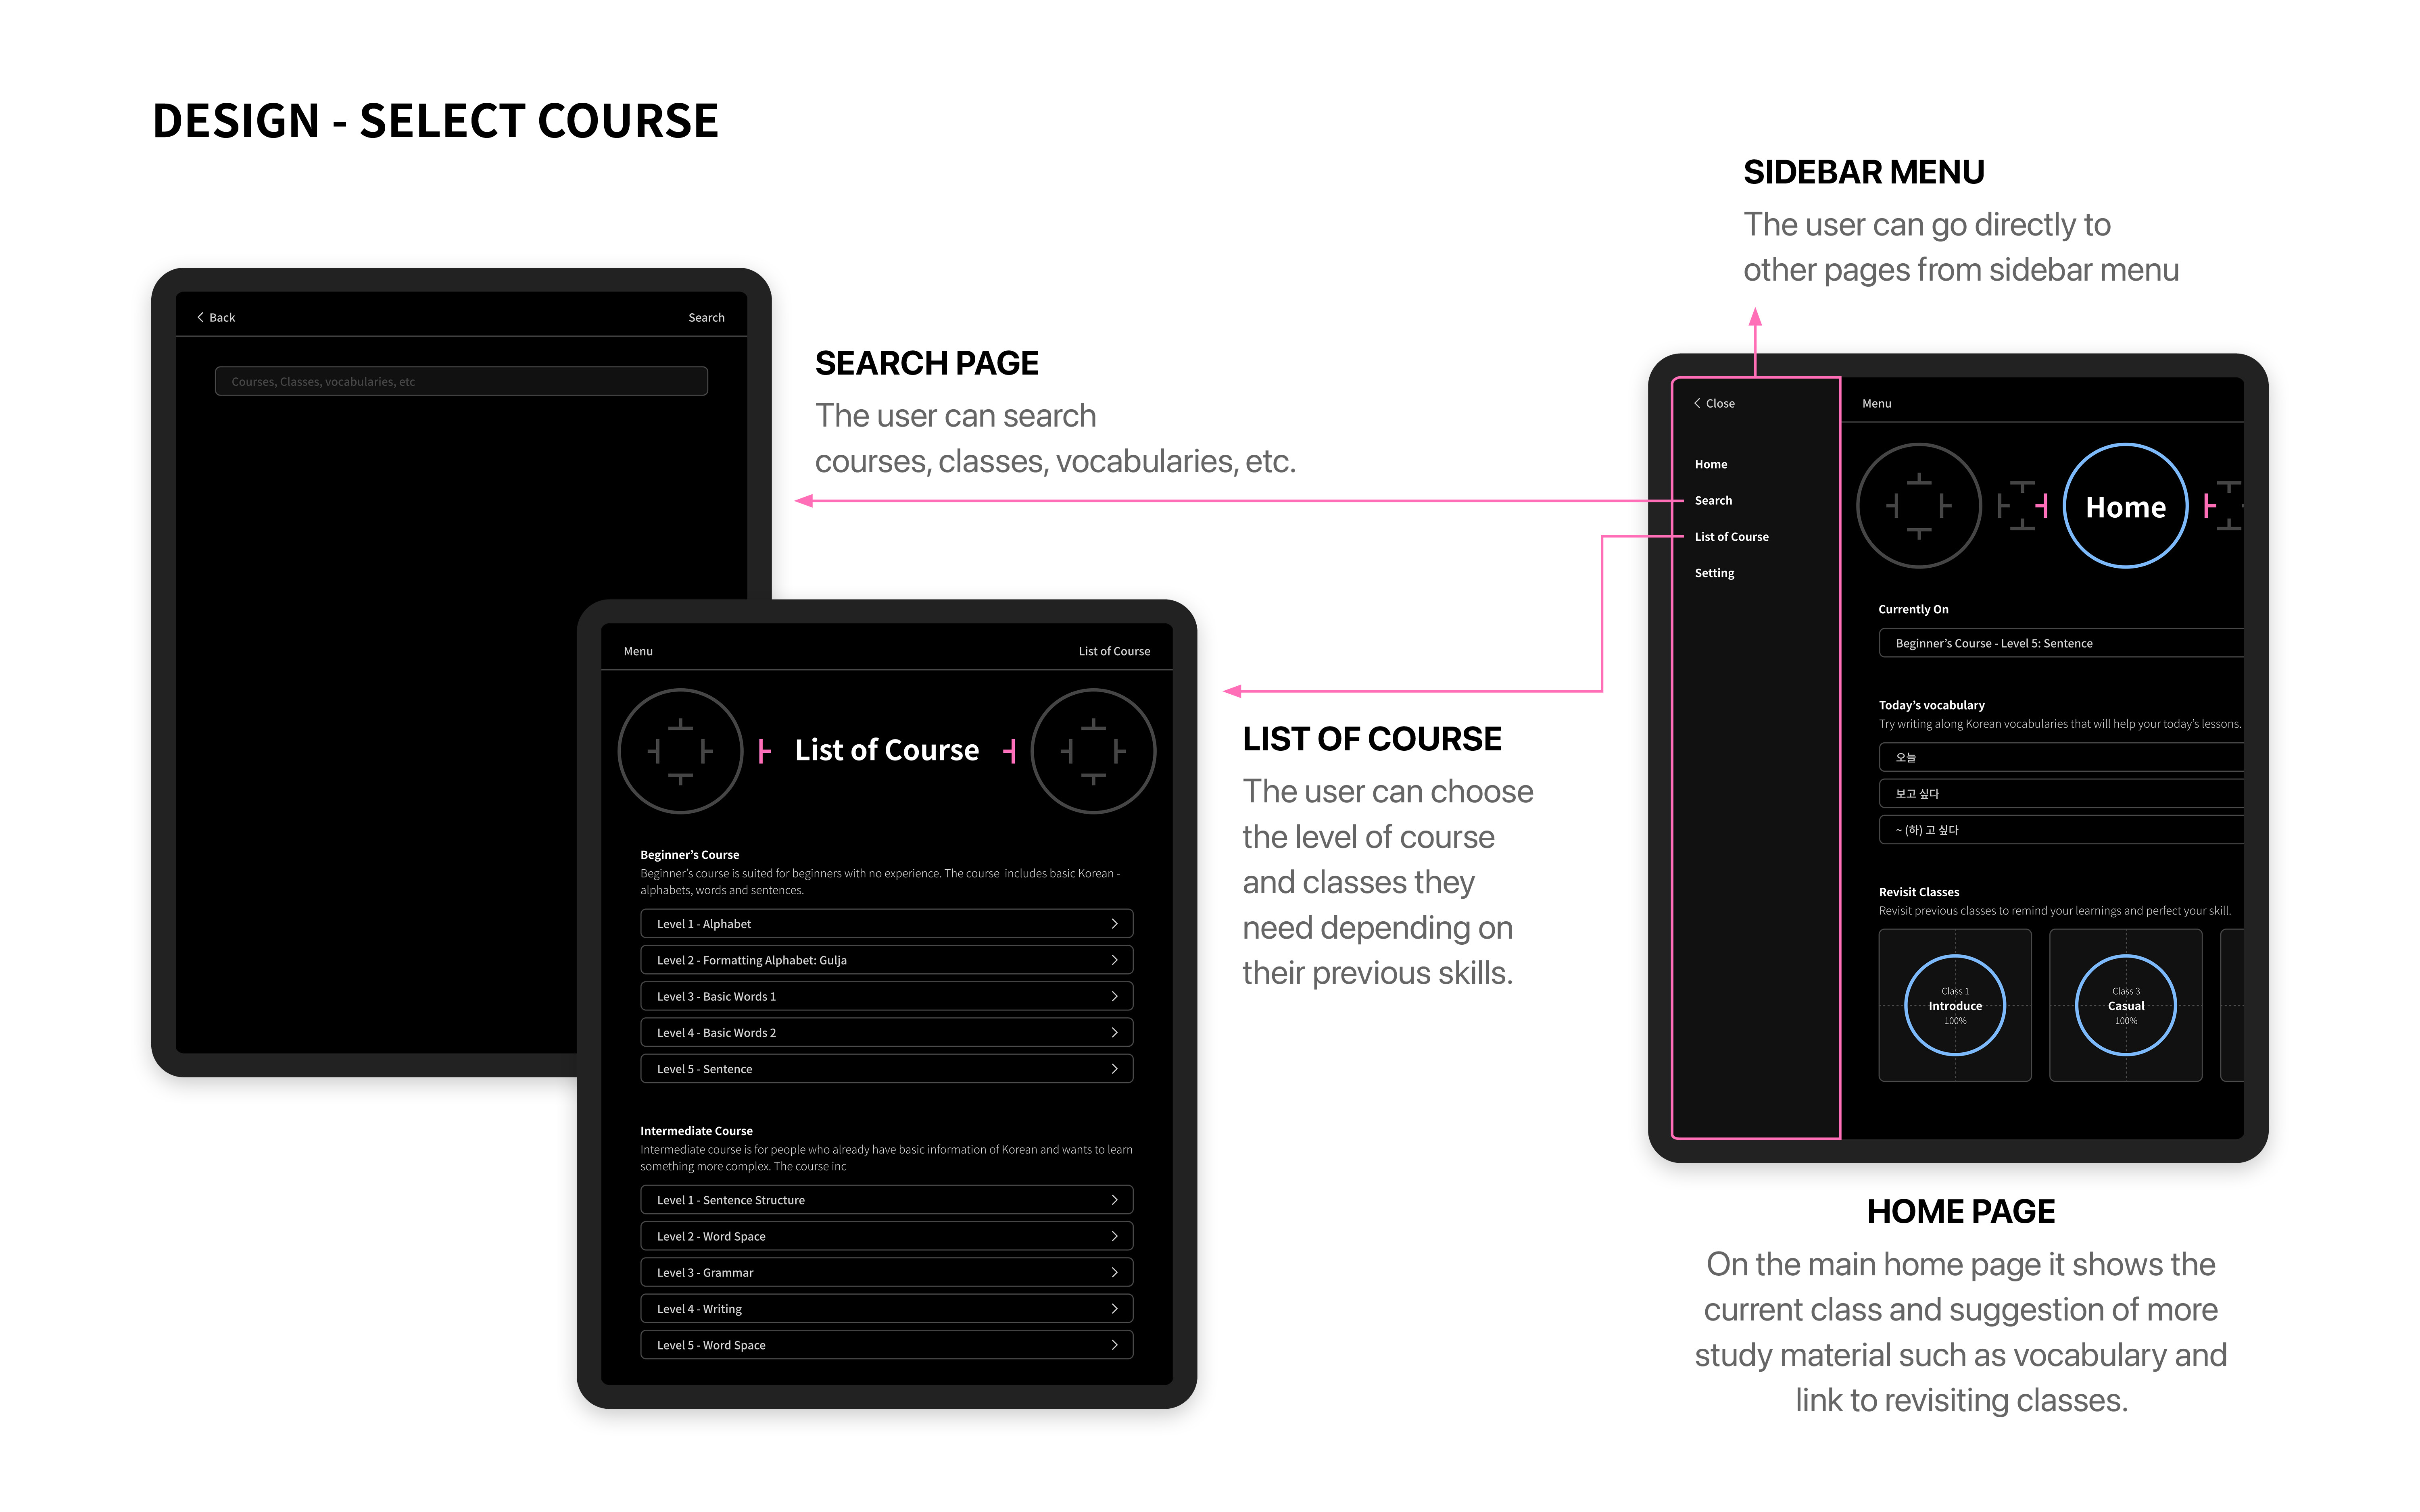 DESIGN - SELECT COURSE
Back
Search
Courses, Classes, vocabularies, etc
SEARCH PAGE
The user can search
courses, classes, vocabularies, etc.
Menu
List of Course
List of Course
Beginner’s Course
Beginner’s course is suited for beginners with no experience. The course includes basic Korean -
alphabets, words and sentences.
Level 1 - Alphabet
Level 2 - Formatting Alphabet: Gulja
Level 3 - Basic Words 1
Level 4 - Basic Words 2
Level 5 - Sentence
Intermediate Course
Intermediate course is for people who already have basic information of Korean and wants to learn
something more complex. The course inc
Level 1 - Sentence Structure
Level 2 - Word Space
Level 3 - Grammar
Level 4 - Writing
Level 5 - Word Space
LIST OF COURSE
The user can choose
the level of course
and classes they
need depending on
their previous skills.
SIDEBAR MENU
The user can go directly to
other pages from sidebar menu
Close
Home
Search
List of Course
Setting
Menu
Home
Currently On
Beginner’s Course - Level 5: Sentence
Today’s vocabulary
Try writing along Korean vocabularies that will help your today’s lessons.
오늘
보고 싶다
~ (하) 고 싶다
Revisit Classes
Revisit previous classes to remind your learnings and perfect your skill.
Class 1
Introduce
100%
Class 3
Casual
100%
HOME PAGE
On the main home page it shows the
current class and suggestion of more
study material such as vocabulary and
link to revisiting classes.